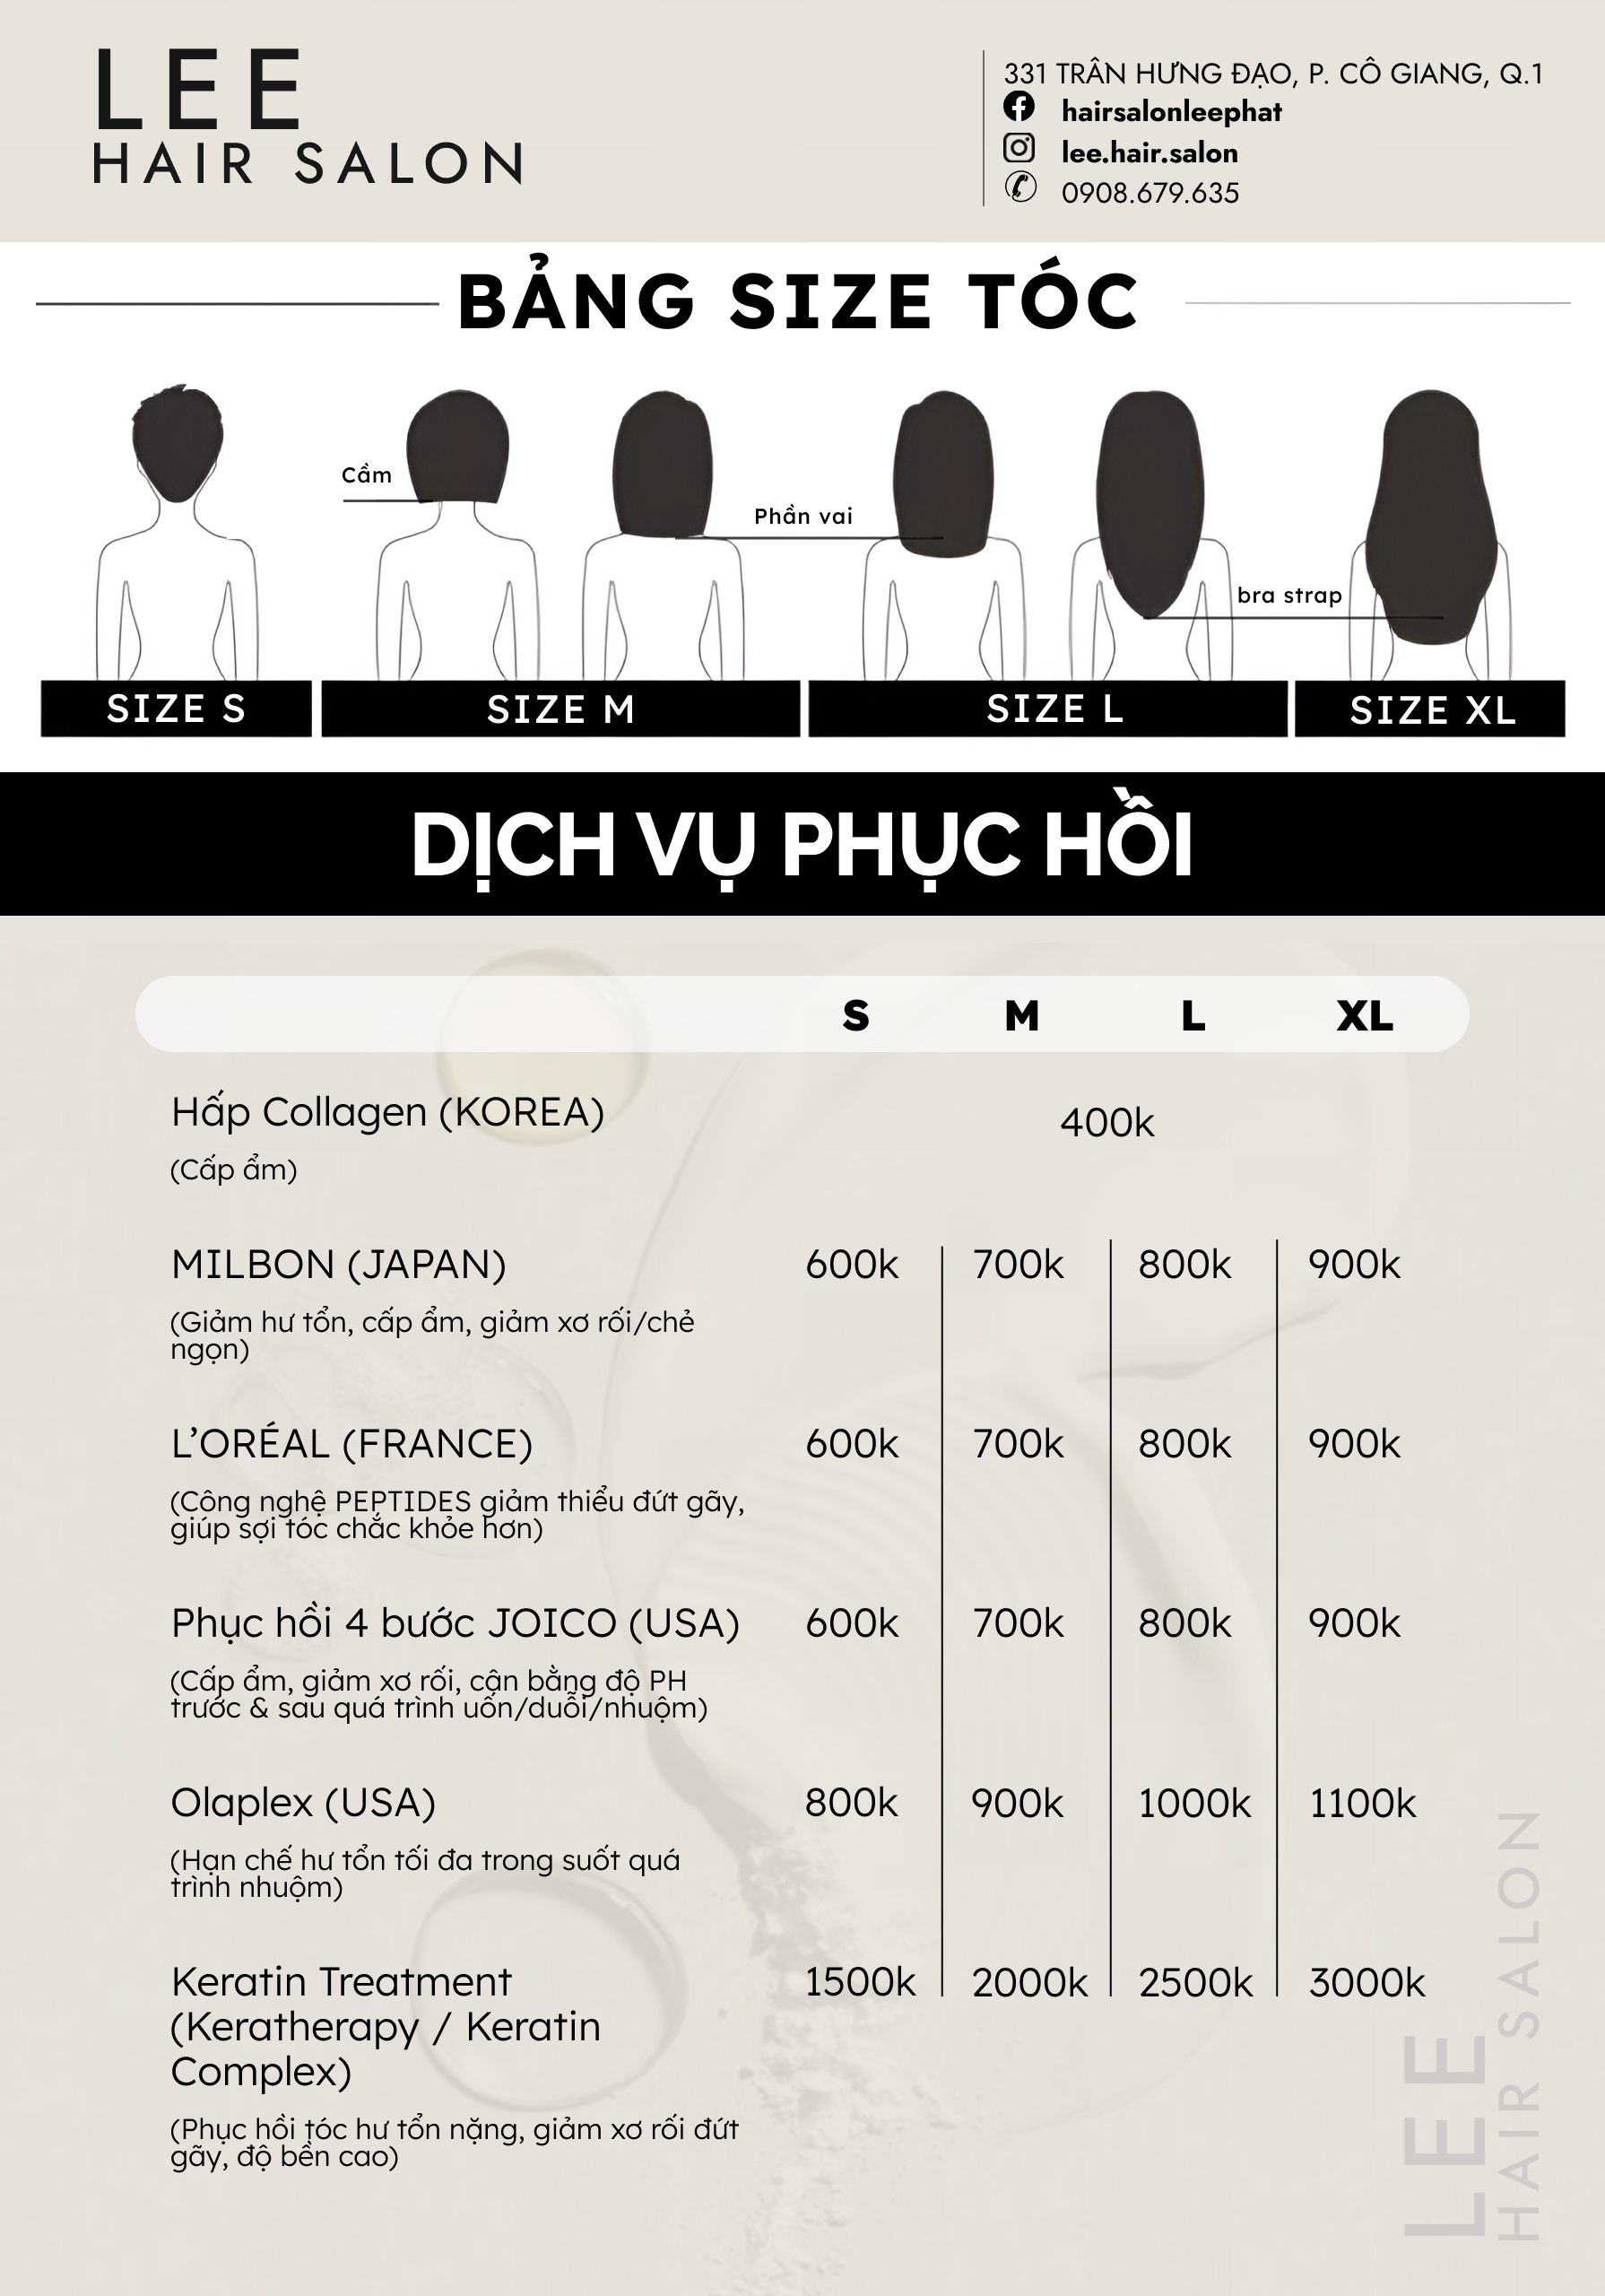 LEE
HAIR SALON
331 TRẦN HƯNG ĐẠO, P. CÔ GIANG, Q.1
hairsalonleephat
lee.hair.salon
0908.679.635
BẢNG SIZE TÓC
Cằm
Phần vai
bra strap
SIZE S
SIZE M
SIZE L
SIZE XL
DỊCH VỤ PHỤC HỒI
S M L XL
Hấp Collagen (KOREA) 400k
(Cấp ẩm)
MILBON (JAPAN) 600k 700k 800k 900k
(Giảm hư tổn, cấp ẩm, giảm xơ rối/chẻ
ngọn)
L'ORÉAL (FRANCE) 600k 700k 800k 900k
(Công nghệ PEPTIDES giảm thiểu đứt gãy,
giúp sợi tóc chắc khỏe hơn)
Phục hồi 4 bước JOICO (USA) 600k 700k 800k 900k
(Cấp ẩm, giảm xơ rối, cân bằng độ PH
trước & sau quá trình uốn/duỗi/nhuộm)
Olaplex (USA) 800k 900k 1000k 1100k
(Hạn chế hư tổn tối đa trong suốt quá
trình nhuộm)
Keratin Treatment 1500k 2000k 2500k 3000k
(Keratherapy / Keratin
Complex)
(Phục hồi tóc hư tổn nặng, giảm xơ rối đứt
gãy, độ bền cao)
LEE
HAIR SALON